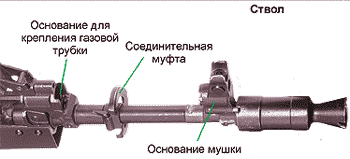 Ствол
Основание для
крепления газовой
трубки
Соединительная
муфта
Основание мушки